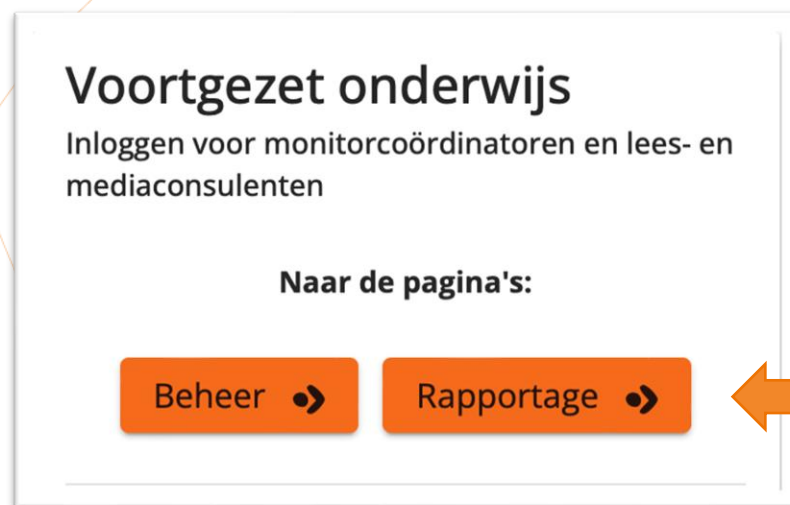 Voortgezet onderwijs
Inloggen voor monitorcoördinatoren en lees- en
mediaconsulenten
Naar de pagina's:
Beheer
Rapportage